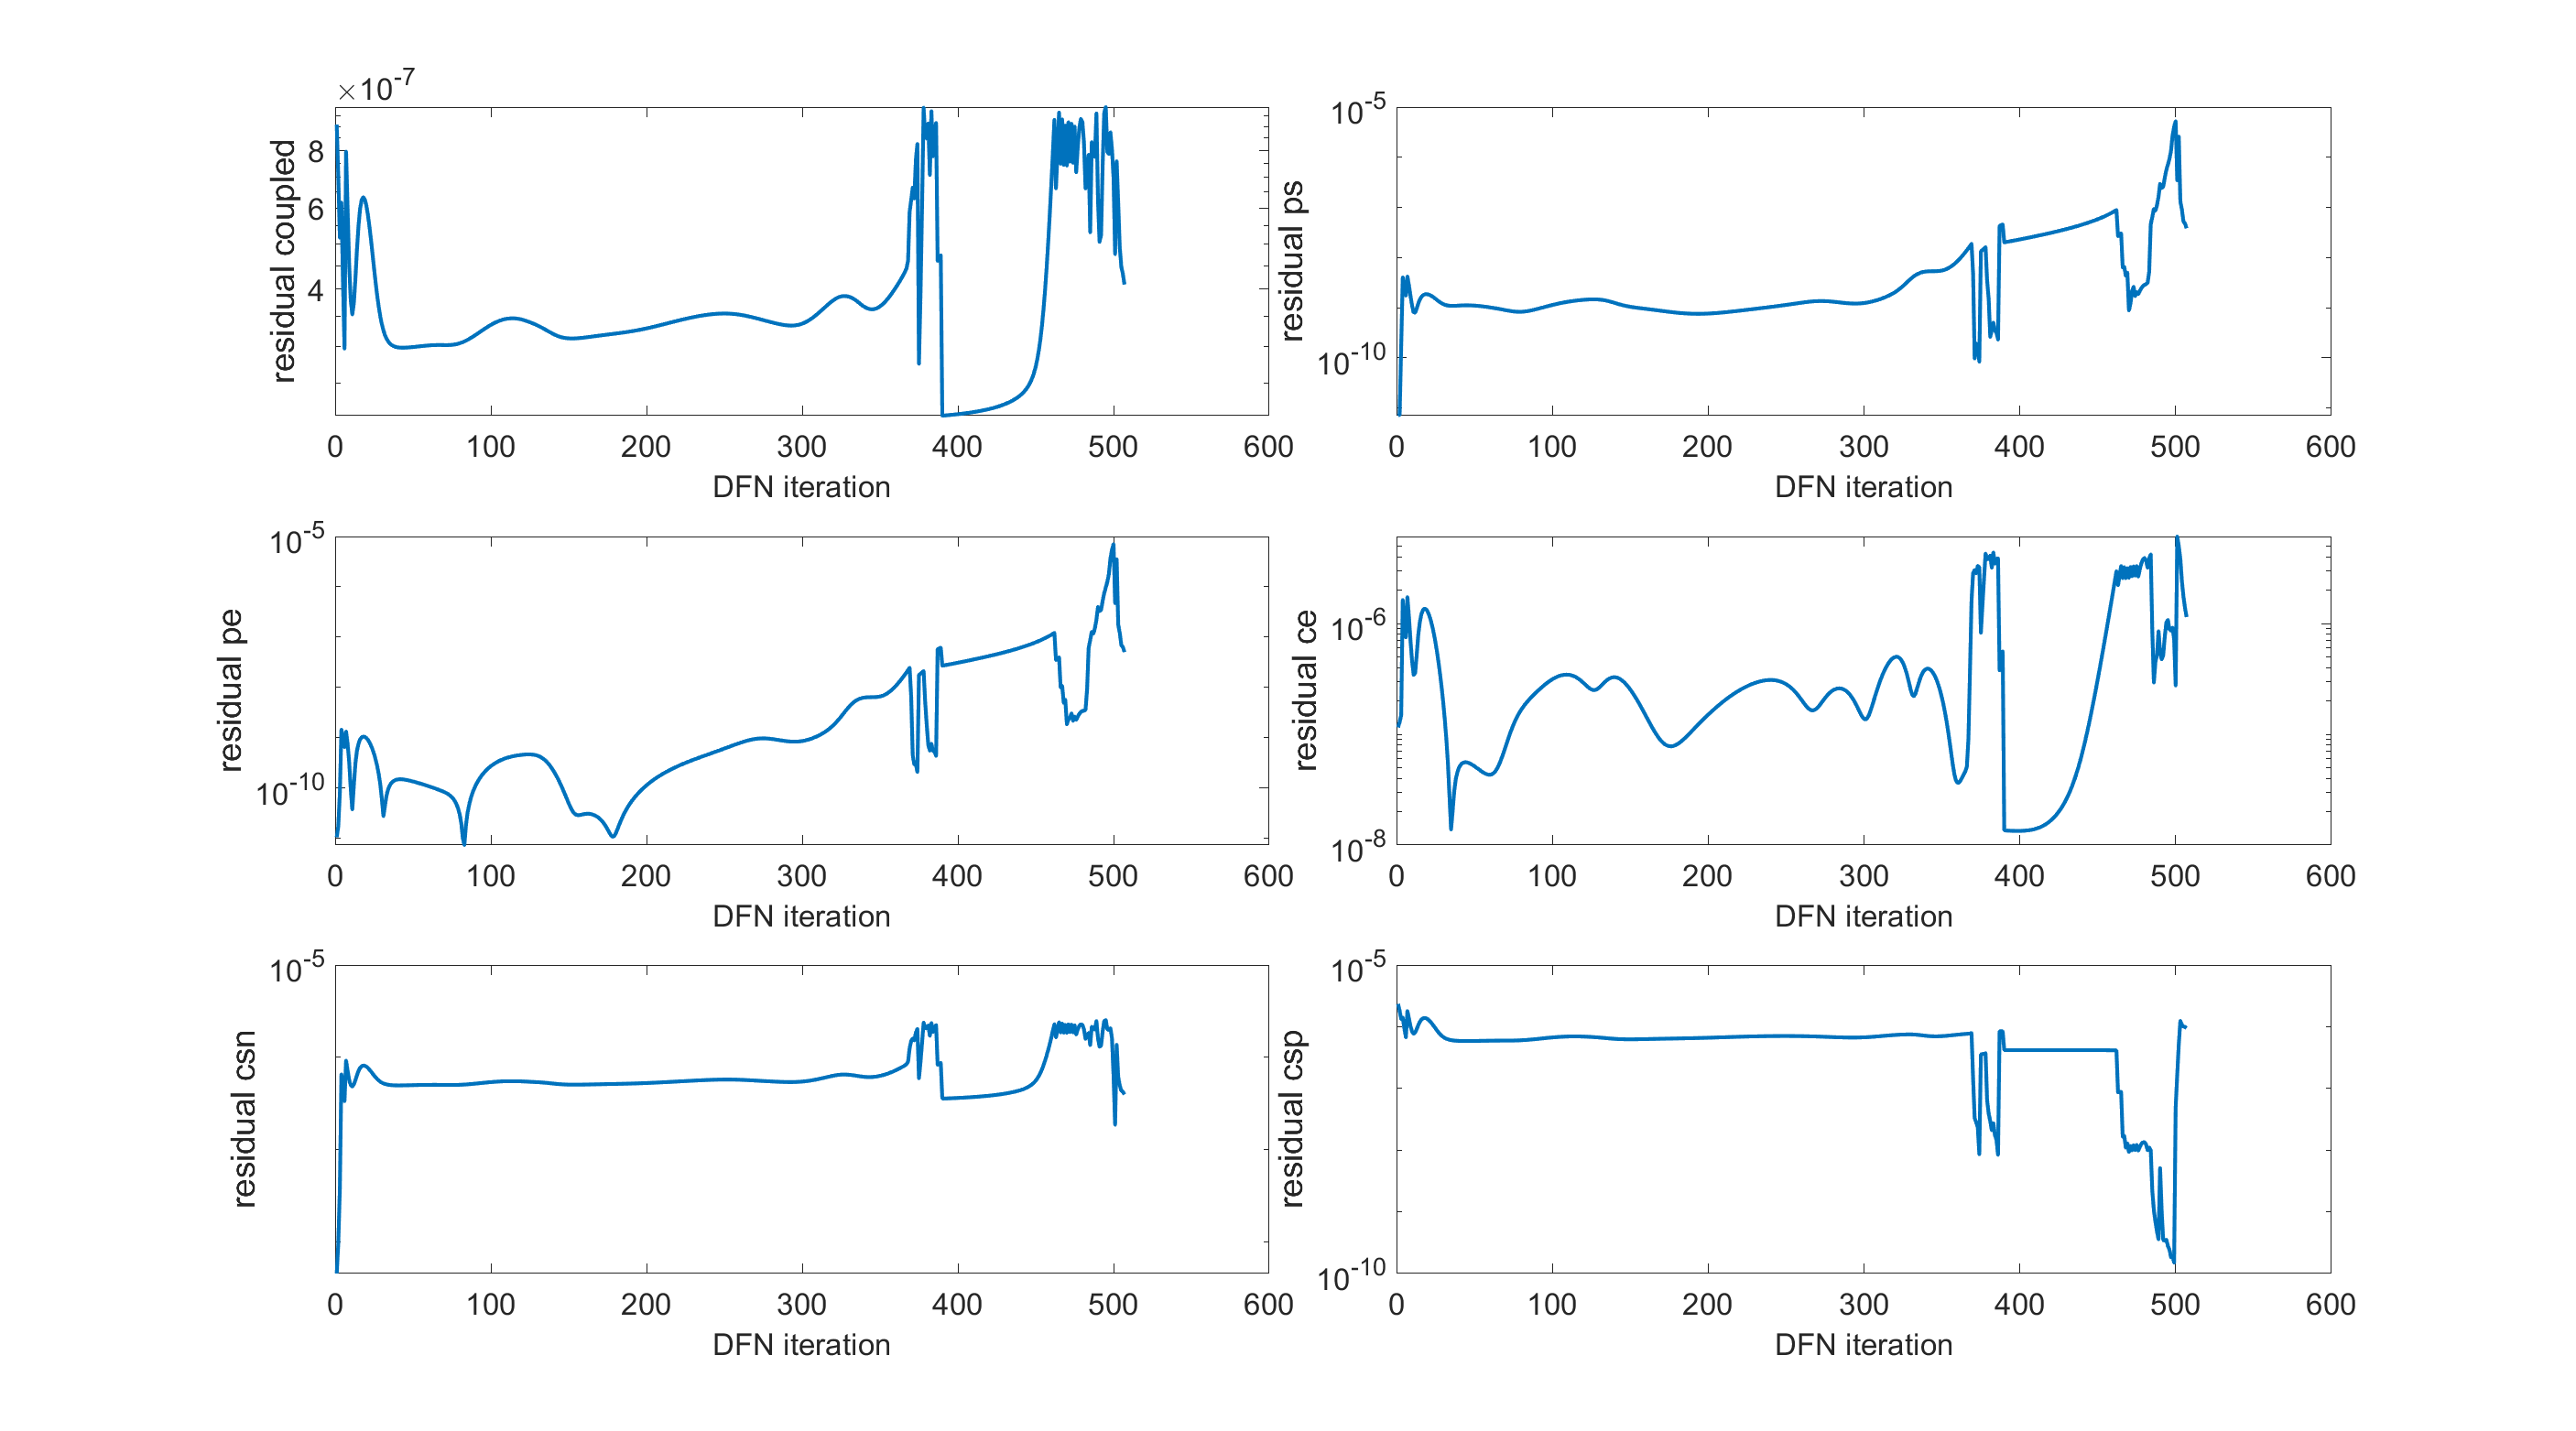 ×10-7
residual coupled
8
6
4
0 100 200 300 400 500 600
DFN iteration
residual ps
10-5
10-10
0 100 200 300 400 500 600
DFN iteration
residual pe
10-5
10-10
0 100 200 300 400 500 600
DFN iteration
residual ce
10-6
10-8
0 100 200 300 400 500 600
DFN iteration
residual csn
10-5
0 100 200 300 400 500 600
DFN iteration
residual csp
10-5
10-10
0 100 200 300 400 500 600
DFN iteration